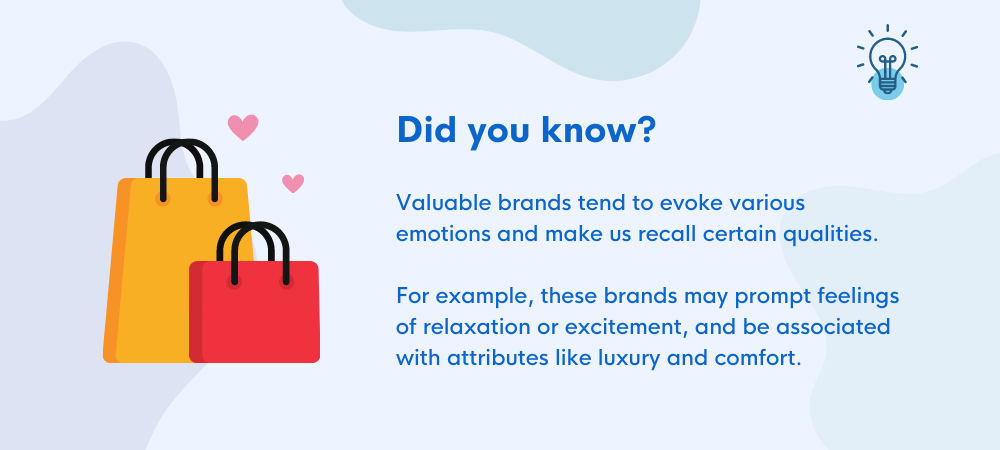 Did you know?
Valuable brands tend to evoke various
emotions and make us recall certain qualities.
For example, these brands may prompt feelings
of relaxation or excitement, and be associated
with attributes like luxury and comfort.